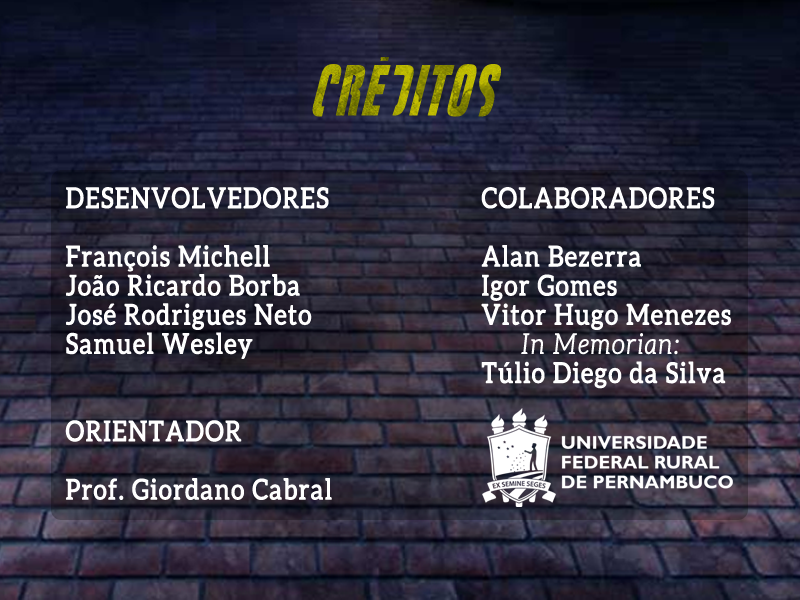 CRÉDITOS
DESENVOLVEDORES
François Michell
João Ricardo Borba
José Rodrigues Neto
Samuel Wesley
ORIENTADOR
Prof. Giordano Cabral
COLABORADORES
Alan Bezerra
Igor Gomes
Vitor Hugo Menezes
In Memorian:
Túlio Diego da Silva
EX SEMINE SEGES
UNIVERSIDADE
FEDERAL RURAL
DE PERNAMBUCO